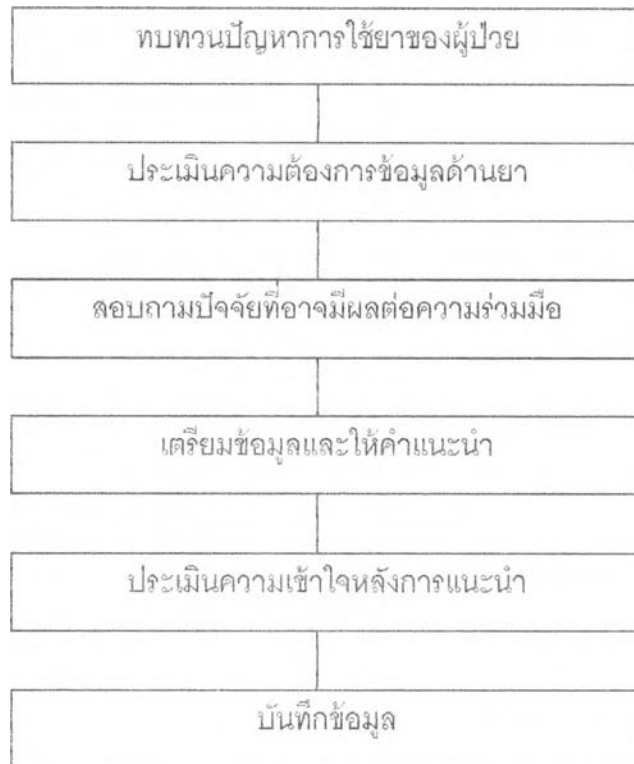 ทบทวนปัญหาการใช้ยาของผู้ป่วย
ประเมินความต้องการข้อมูลด้านยา
สอบถามปัจจัยที่อาจมีผลต่อความร่วมมือ
เตรียมข้อมูลและให้คำแนะนำ
ประเมินความเข้าใจหลังการแนะนำ
บันทึกข้อมูล